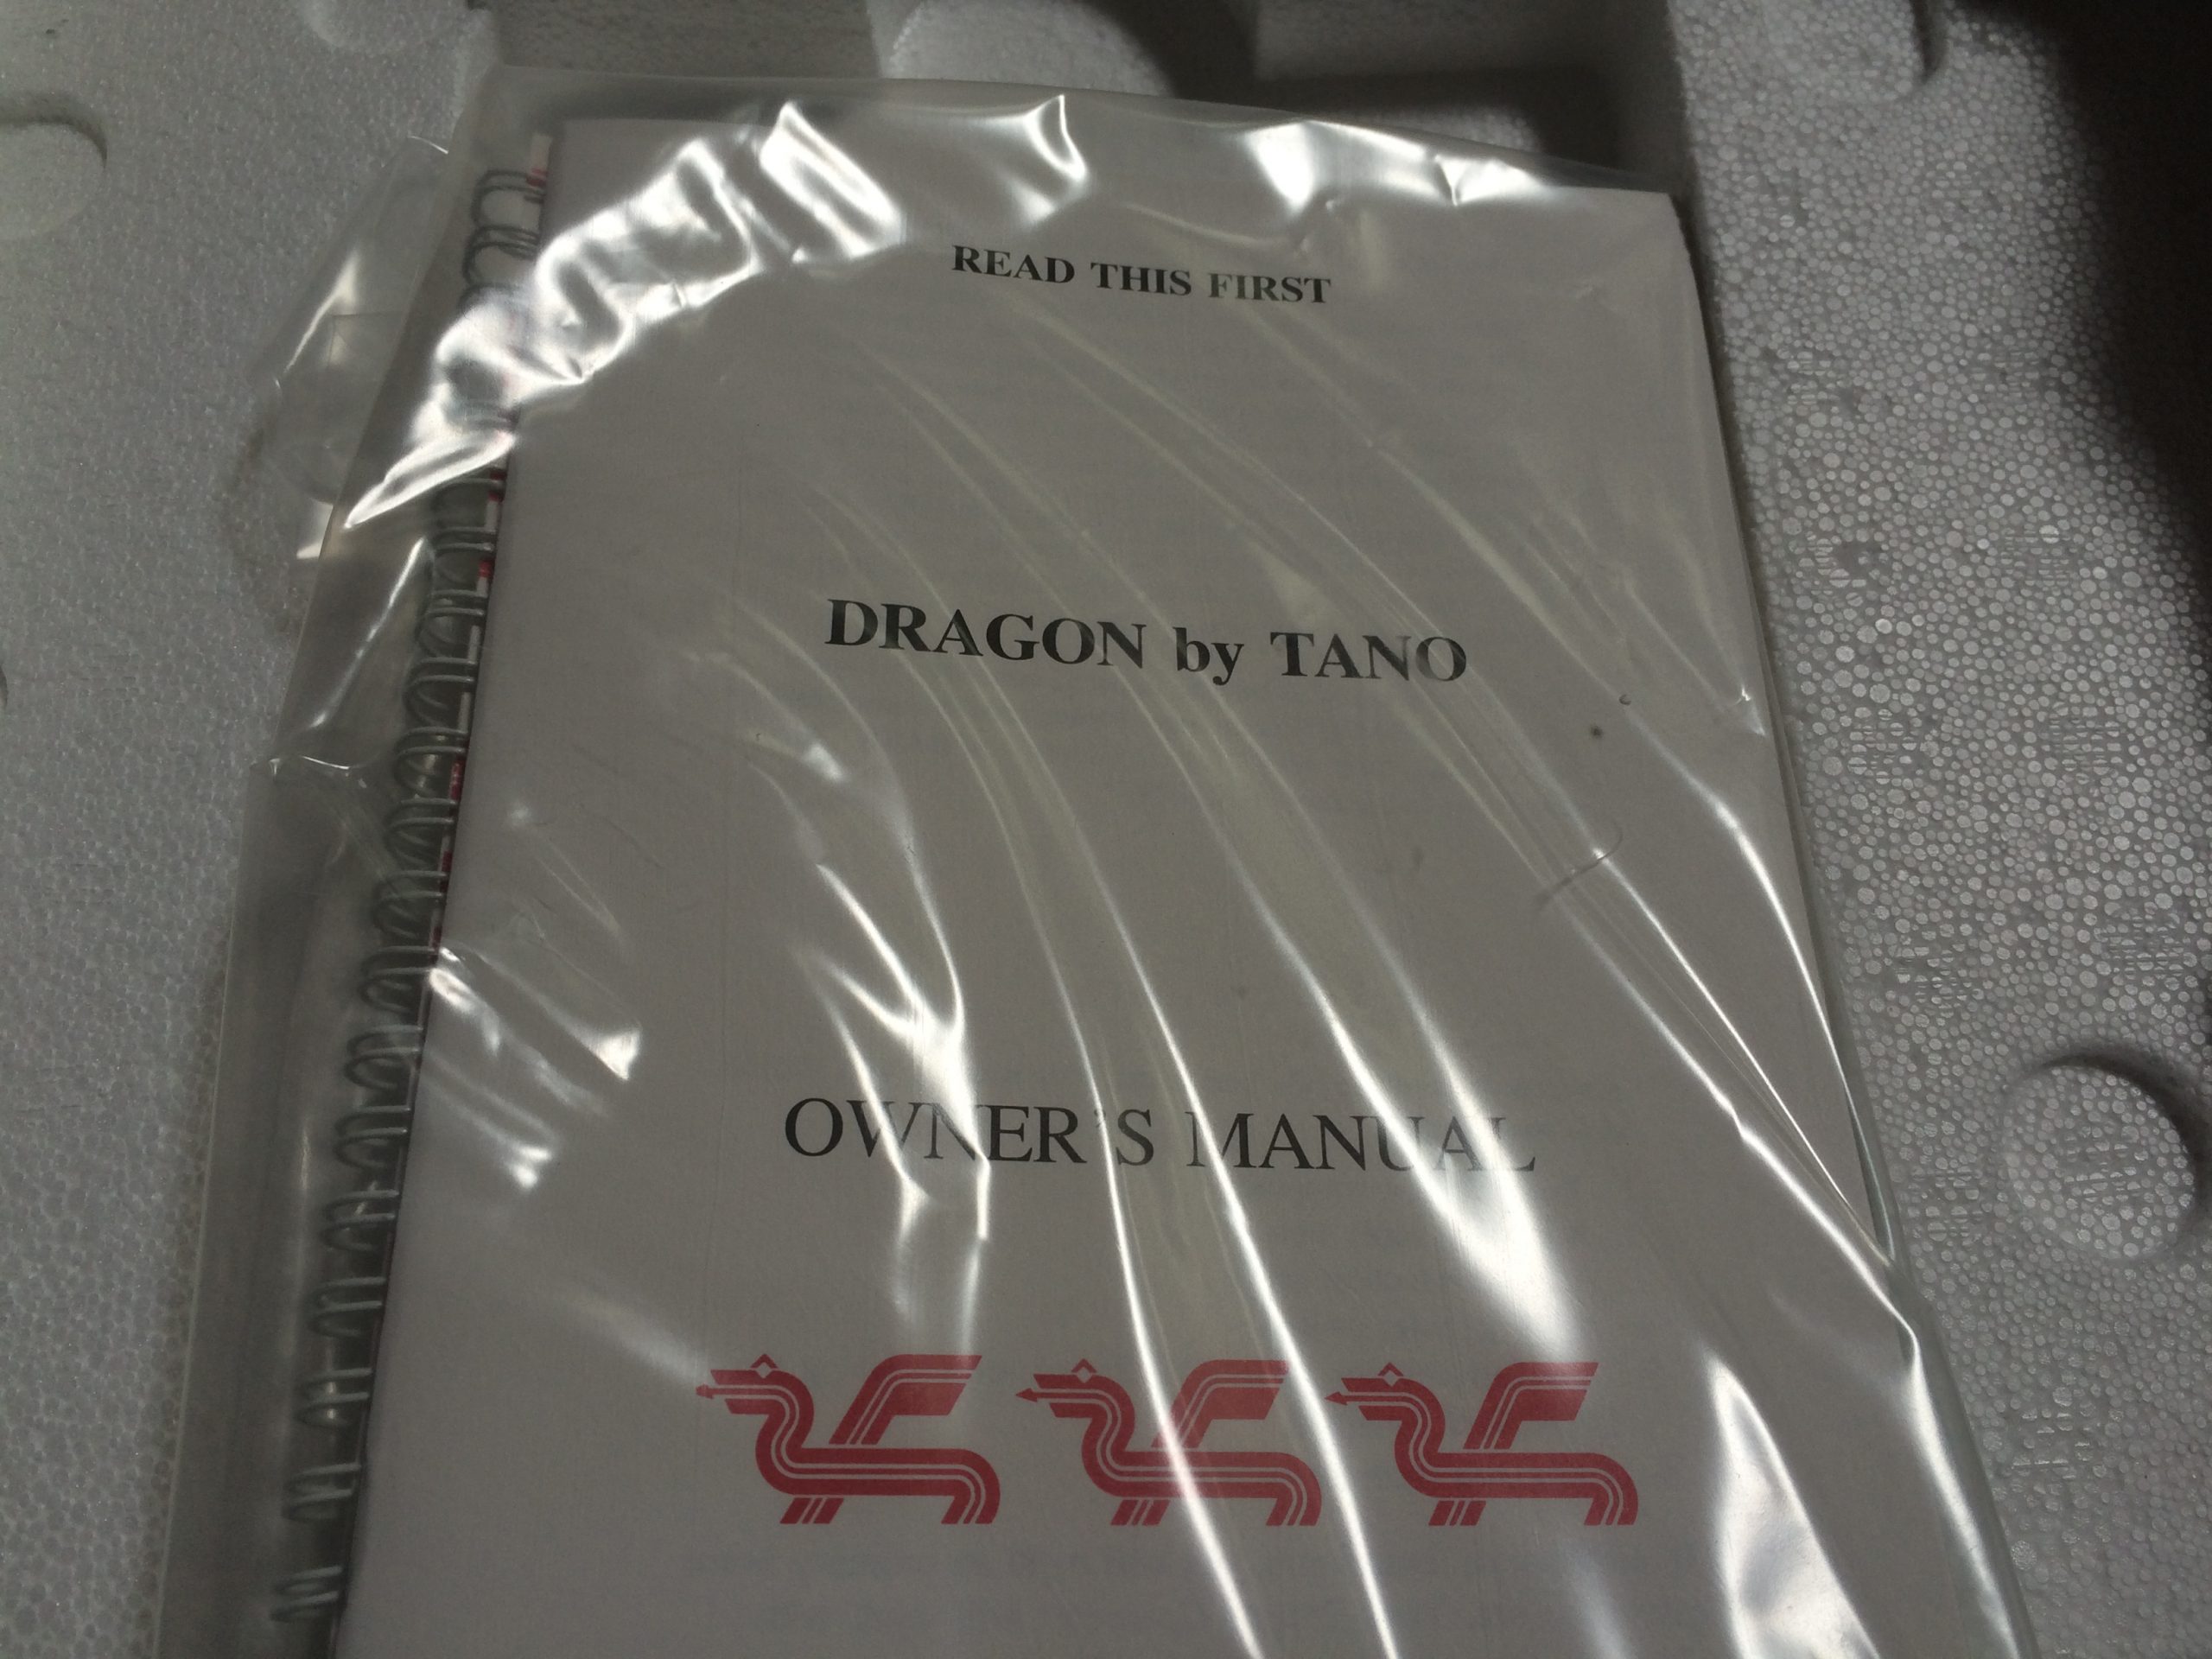 READ THIS FIRST
DRAGON by TANO
OWNER'S MANUAL